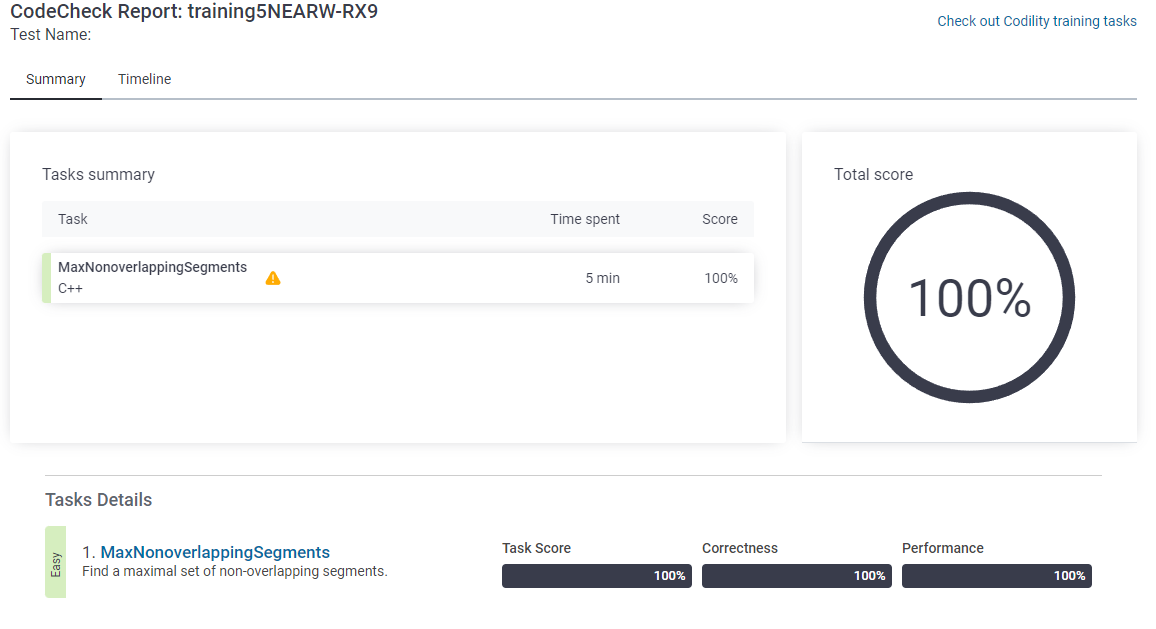 CodeCheck Report: training5NEARW-RX9
Check out Codility training tasks
Test Name:
Summary Timeline
Tasks summary
Task Time spent Score
MaxNonoverlappingSegments
C++
5 min 100%
Total score
100%
Tasks Details
Easy
1. MaxNonoverlappingSegments
Find a maximal set of non-overlapping segments.
Task Score Correctness Performance
100% 100% 100%